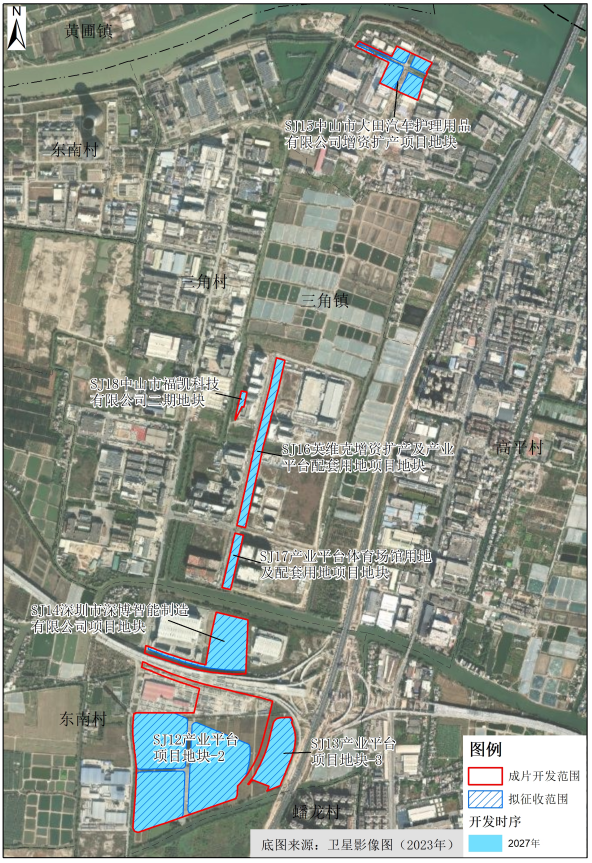 N
黄圃镇
SJ15中山市大田汽车护理用品
有限公司增资扩产项目地块
东南村
三角村
三角镇
SJ18中山市福凯科技
有限公司二期地块
SJ16英维克增资扩产及产业
平台配套用地项目地块
高平村
SJ17产业平台体育场馆用地
及配套用地项目地块
SJ14深圳市深博智能制造
有限公司项目地块
东南村
SJ12产业平台
项目地块-2
SJ13产业平台
项目地块-3
蟠龙村
图例
成片开发范围
拟征收范围
开发时序
2027年
底图来源：卫星影像图（2023年）